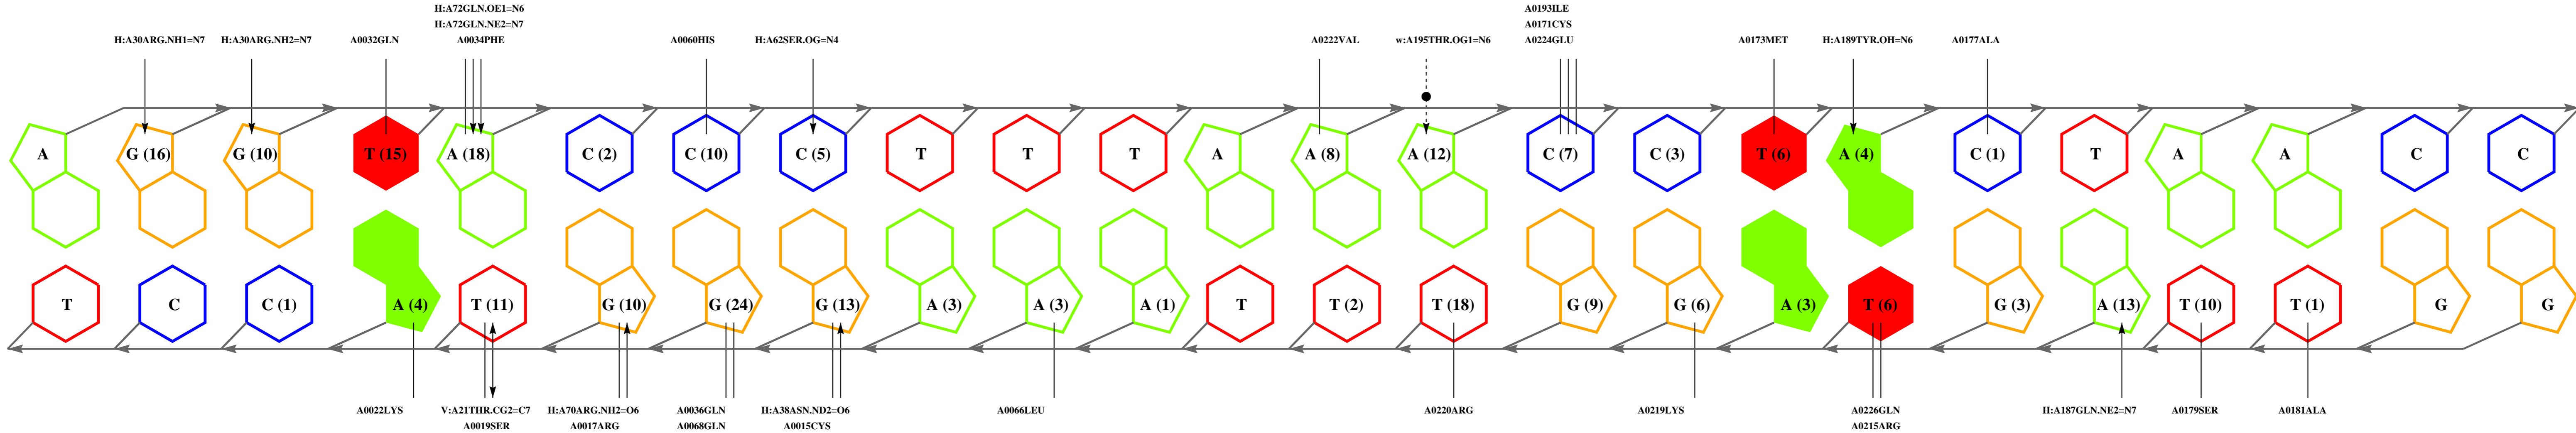 H:A72GLN.OE1=N6
A0193ILE
H:A72GLN.NE2=N7
A0171CYS
H:A30ARG.NH1=N7 H:A30ARG.NH2=N7 A0032GLN A0034PHE A0060HIS H:A62SER.OG=N4 A0222VAL w:A195THR.OG1=N6 A0224GLU A0173MET H:A189TYR.OH=N6 A0177ALA
A G (16) G (10) T (15) A (18) C (2) C (10) C (5) T T T A A (8) A (12) C (7) C (3) T (6) A (4) C (1) T A A C C
T C C (1) A (4) T (11) G (10) G (24) G (13) A (3) A (3) A (1) T T (2) T (18) G (9) G (6) A (3) T (6) G (3) A (13) T (10) T (1) G G
A0022LYS V:A21THR.CG2=C7 H:A70ARG.NH2=O6 A0036GLN H:A38ASN.ND2=O6 A0066LEU A0220ARG A0219LYS A0226GLN H:A187GLN.NE2=N7 A0179SER A0181ALA
A0019SER A0017ARG A0068GLN A0015CYS A0215ARG